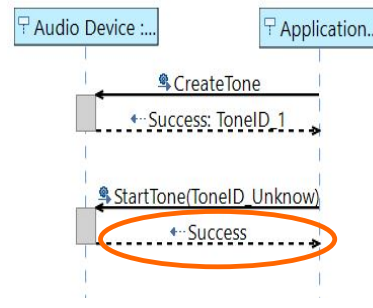 Audio Device :....
Application..
CreateTone
Success: ToneID_1
StartTone(ToneID_Unknow)
Success